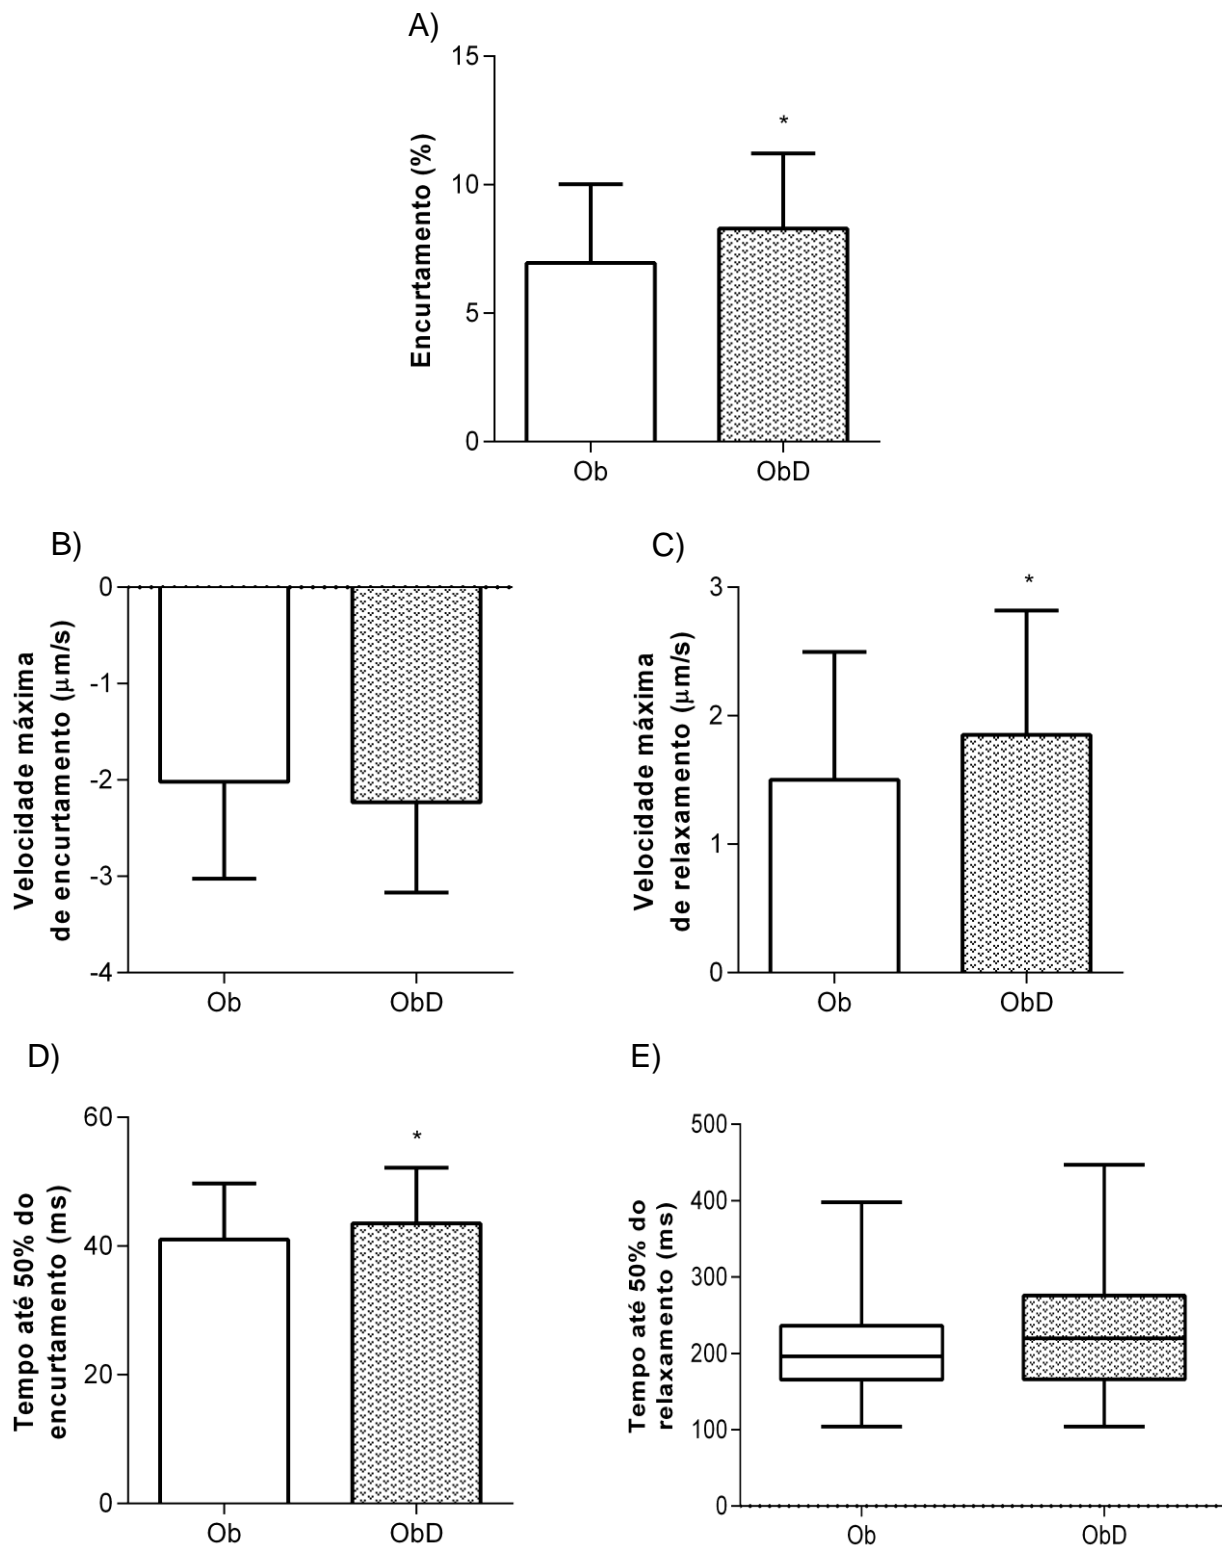 A)
Encurtamento (%)
15
10
5
0
*
Ob
ObD
B)
Velocidade máxima
de encurtamento (μm/s)
0
-1
-2
-3
-4
Ob
ObD
C)
Velocidade máxima
de relaxamento (μm/s)
3
2
1
0
*
Ob
ObD
D)
Tempo até 50% do
encurtamento (ms)
60
40
20
0
*
Ob
ObD
E)
Tempo até 50% do
relaxamento (ms)
500
400
300
200
100
0
Ob
ObD